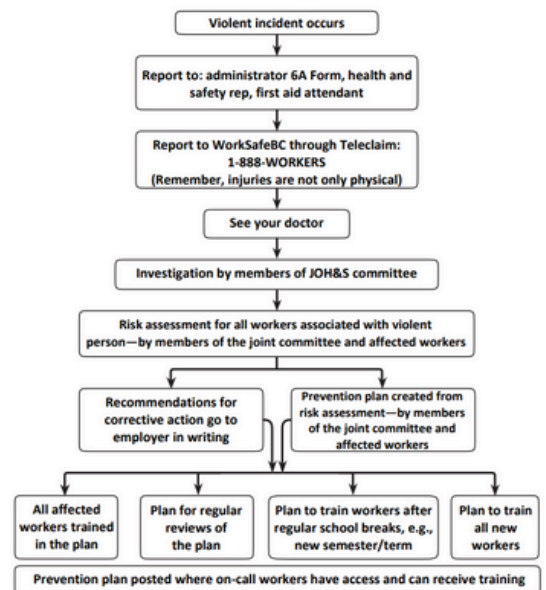 Violent incident occurs
Report to: administrator 6A Form, health and
safety rep, first aid attendant
Report to WorkSafeBC through Teleclaim:
1-888-WORKERS
(Remember, injuries are not only physical)
See your doctor
Investigation by members of JOH&S committee
Risk assessment for all workers associated with violent
person—by members of the joint committee and affected workers
Recommendations for
corrective action go to
employer in writing
Prevention plan created from
risk assessment—by members
of the joint committee and
affected workers
All affected
workers trained
in the plan
Plan for regular
reviews of
the plan
Plan to train workers after
regular school breaks, e.g.,
new semester/term
Plan to train
all new
workers
Prevention plan posted where on-call workers have access and can receive training